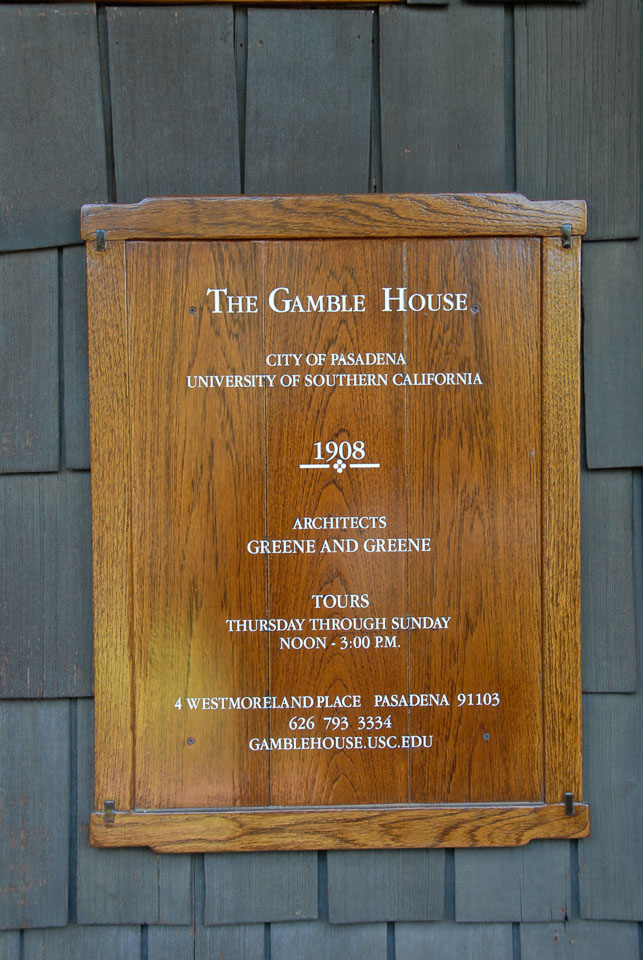 THE GAMBLE HOUSE
CITY OF PASADENA
UNIVERSITY OF SOUTHERN CALIFORNIA
1908
ARCHITECTS
GREENE AND GREENE
TOURS
THURSDAY THROUGH SUNDAY
NOON - 3:00 P.M.
4 WESTMORELAND PLACE PASADENA 91103
626 793 3334
GAMBLEHOUSE.USC.EDU